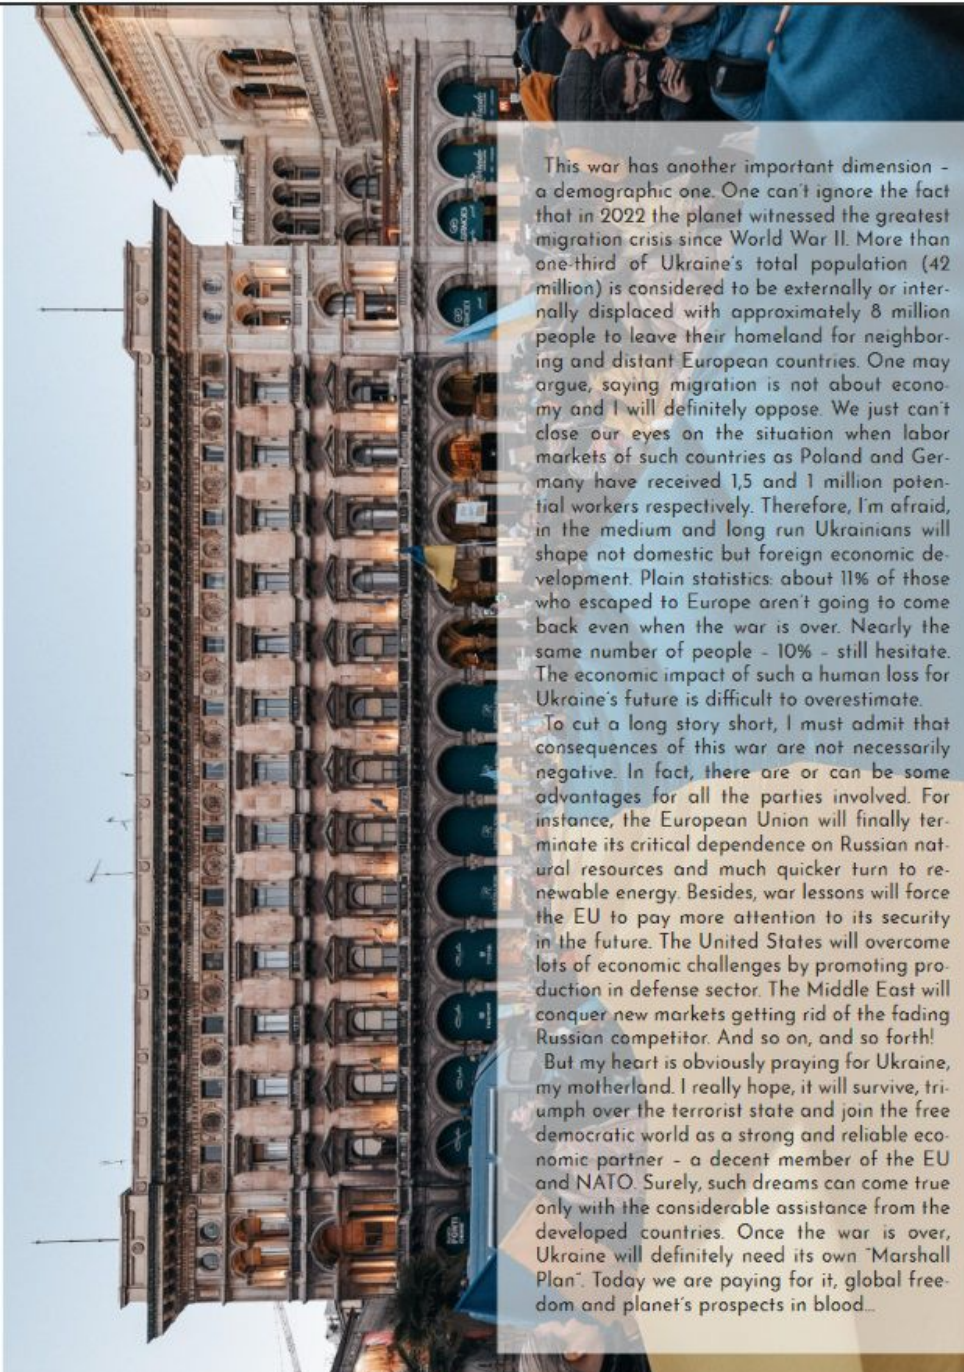 This war has another important dimension -
a demographic one. One can't ignore the fact
that in 2022 the planet witnessed the greatest
migration crisis since World War II. More than
one-third of Ukraine's total population (42
million) is considered to be externally or inter-
nally displaced with approximately 8 million
people to leave their homeland for neighbor-
ing and distant European countries. One may
argue, saying migration is not about econo-
my and I will definitely oppose. We just can't
close our eyes on the situation when labor
markets of such countries as Poland and Ger-
many have received 1,5 and 1 million poten-
tial workers respectively. Therefore, I'm afraid,
in the medium and long run Ukrainians will
shape not domestic but foreign economic de-
velopment. Plain statistics: about 11% of those
who escaped to Europe aren't going to come
back even when the war is over. Nearly the
same number of people - 10% - still hesitate.
The economic impact of such a human loss for
Ukraine's future is difficult to overestimate.
To cut a long story short, I must admit that
consequences of this war are not necessarily
negative. In fact, there are or can be some
advantages for all the parties involved. For
instance, the European Union will finally ter-
minate its critical dependence on Russian nat-
ural resources and much quicker turn to re-
newable energy. Besides, war lessons will force
the EU to pay more attention to its security
in the future. The United States will overcome
lots of economic challenges by promoting pro-
duction in defense sector. The Middle East will
conquer new markets getting rid of the fading
Russian competitor. And so on, and so forth!
But my heart is obviously praying for Ukraine,
my motherland. I really hope, it will survive, tri-
umph over the terrorist state and join the free
democratic world as a strong and reliable eco-
nomic partner - a decent member of the EU
and NATO. Surely, such dreams can come true
only with the considerable assistance from the
developed countries. Once the war is over,
Ukraine will definitely need its own "Marshall
Plan". Today we are paying for it, global free-
dom and planet's prospects in blood...